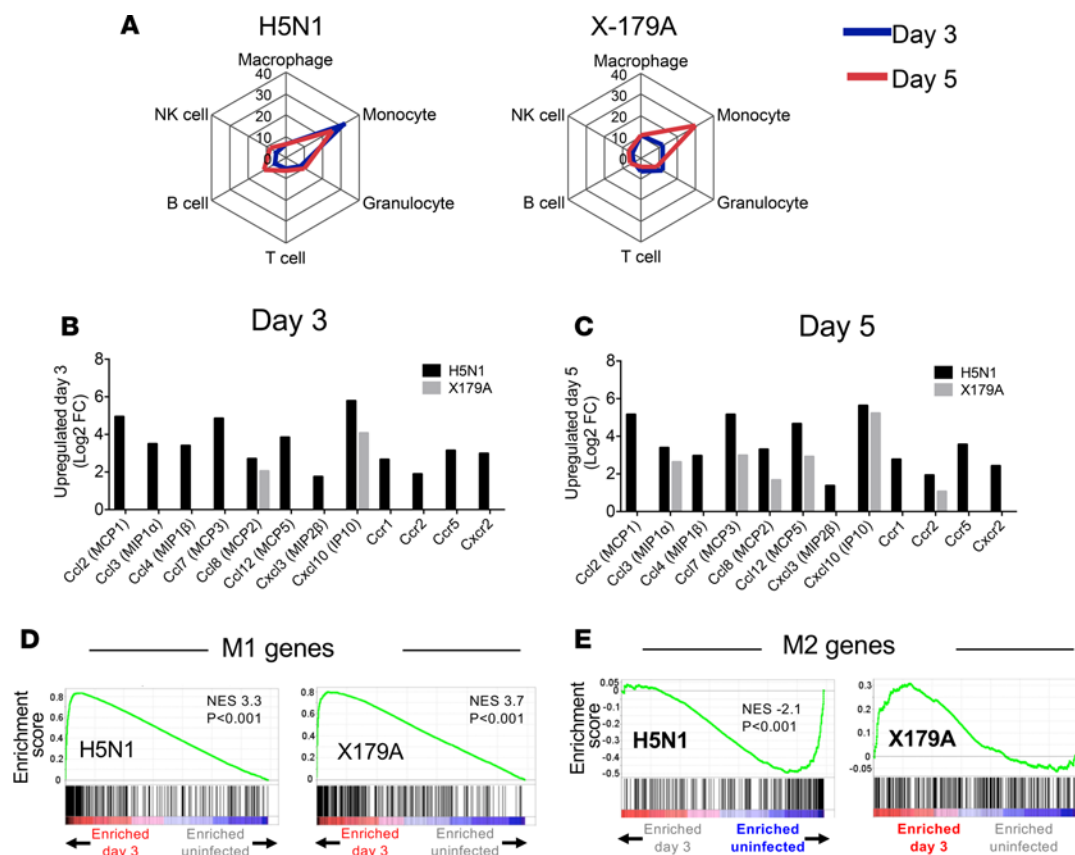 A
H5N1
X-179A
Day 3
Day 5
Macrophage
40
30
20
10
0
Monocyte
Granulocyte
T cell
B cell
NK cell
Macrophage
40
30
20
10
0
Monocyte
Granulocyte
T cell
B cell
NK cell
B
Day 3
Upregulated day 3
(Log2 FC)
8
6
4
2
0
H5N1
X179A
Ccl2 (MCP1)
Ccl3 (MIP1α)
Ccl4 (MIP1β)
Ccl7 (MCP3)
Ccl8 (MCP2)
Ccl12 (MCP5)
Cxcl3 (MIP2β)
Cxcl10 (IP10)
Ccr1
Ccr2
Ccr5
Cxcr2
C
Day 5
Upregulated day 5
(Log2 FC)
8
6
4
2
0
H5N1
X179A
Ccl2 (MCP1)
Ccl3 (MIP1α)
Ccl4 (MIP1β)
Ccl7 (MCP3)
Ccl8 (MCP2)
Ccl12 (MCP5)
Cxcl3 (MIP2β)
Cxcl10 (IP10)
Ccr1
Ccr2
Ccr5
Cxcr2
D
M1 genes
Enrichment
score
0.8
0.6
0.4
0.2
0
NES 3.3
P<0.001
H5N1
Enriched
day 3
Enriched
uninfected
0.8
0.6
0.4
0.2
0
NES 3.7
P<0.001
X179A
Enriched
day 3
Enriched
uninfected
E
M2 genes
Enrichment
score
0.05
0
-0.1
-0.2
-0.3
-0.4
-0.5
NES -2.1
P<0.001
H5N1
Enriched
day 3
Enriched
uninfected
0.3
0.2
0.1
0
-0.05
X179A
Enriched
day 3
Enriched
uninfected